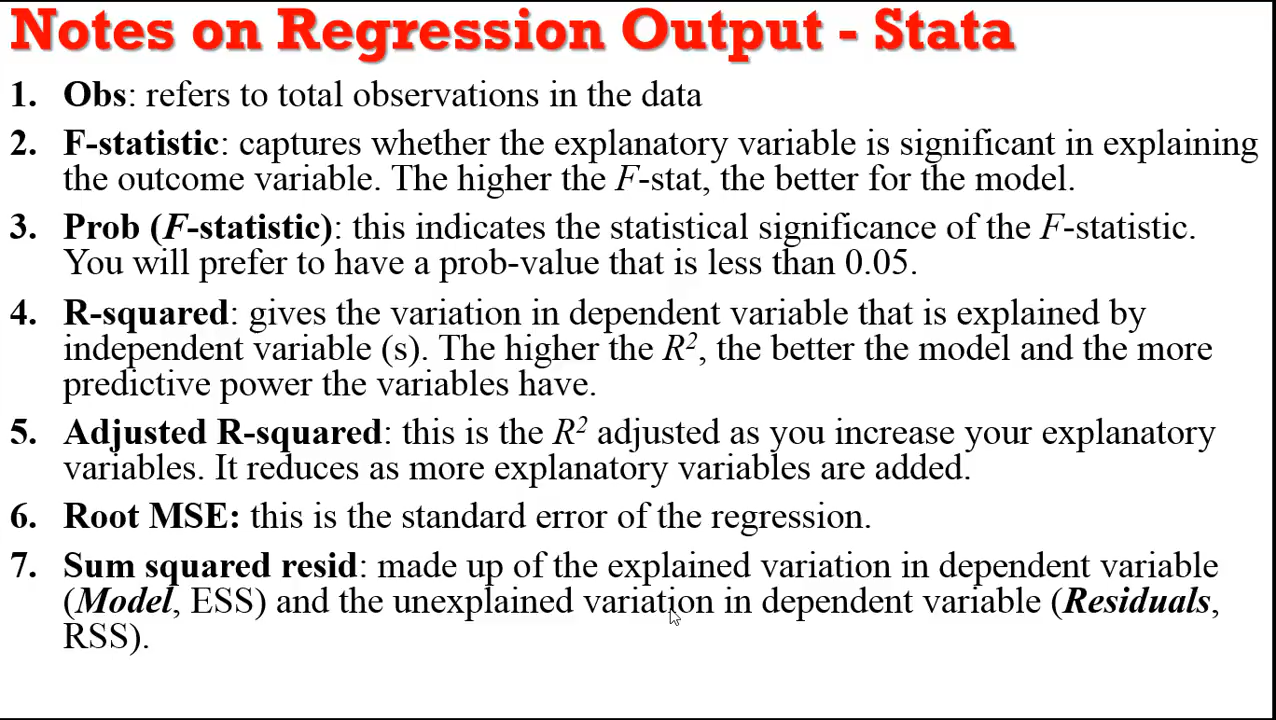 Notes on Regression Output - Stata
1. Obs: refers to total observations in the data
2. F-statistic: captures whether the explanatory variable is significant in explaining
the outcome variable. The higher the F-stat, the better for the model.
3. Prob (F-statistic): this indicates the statistical significance of the F-statistic.
You will prefer to have a prob-value that is less than 0.05.
4. R-squared: gives the variation in dependent variable that is explained by
independent variable (s). The higher the R², the better the model and the more
predictive power the variables have.
5. Adjusted R-squared: this is the R² adjusted as you increase your explanatory
variables. It reduces as more explanatory variables are added.
6. Root MSE: this is the standard error of the regression.
7. Sum squared resid: made up of the explained variation in dependent variable
(Model, ESS) and the unexplained variation in dependent variable (Residuals,
RSS).